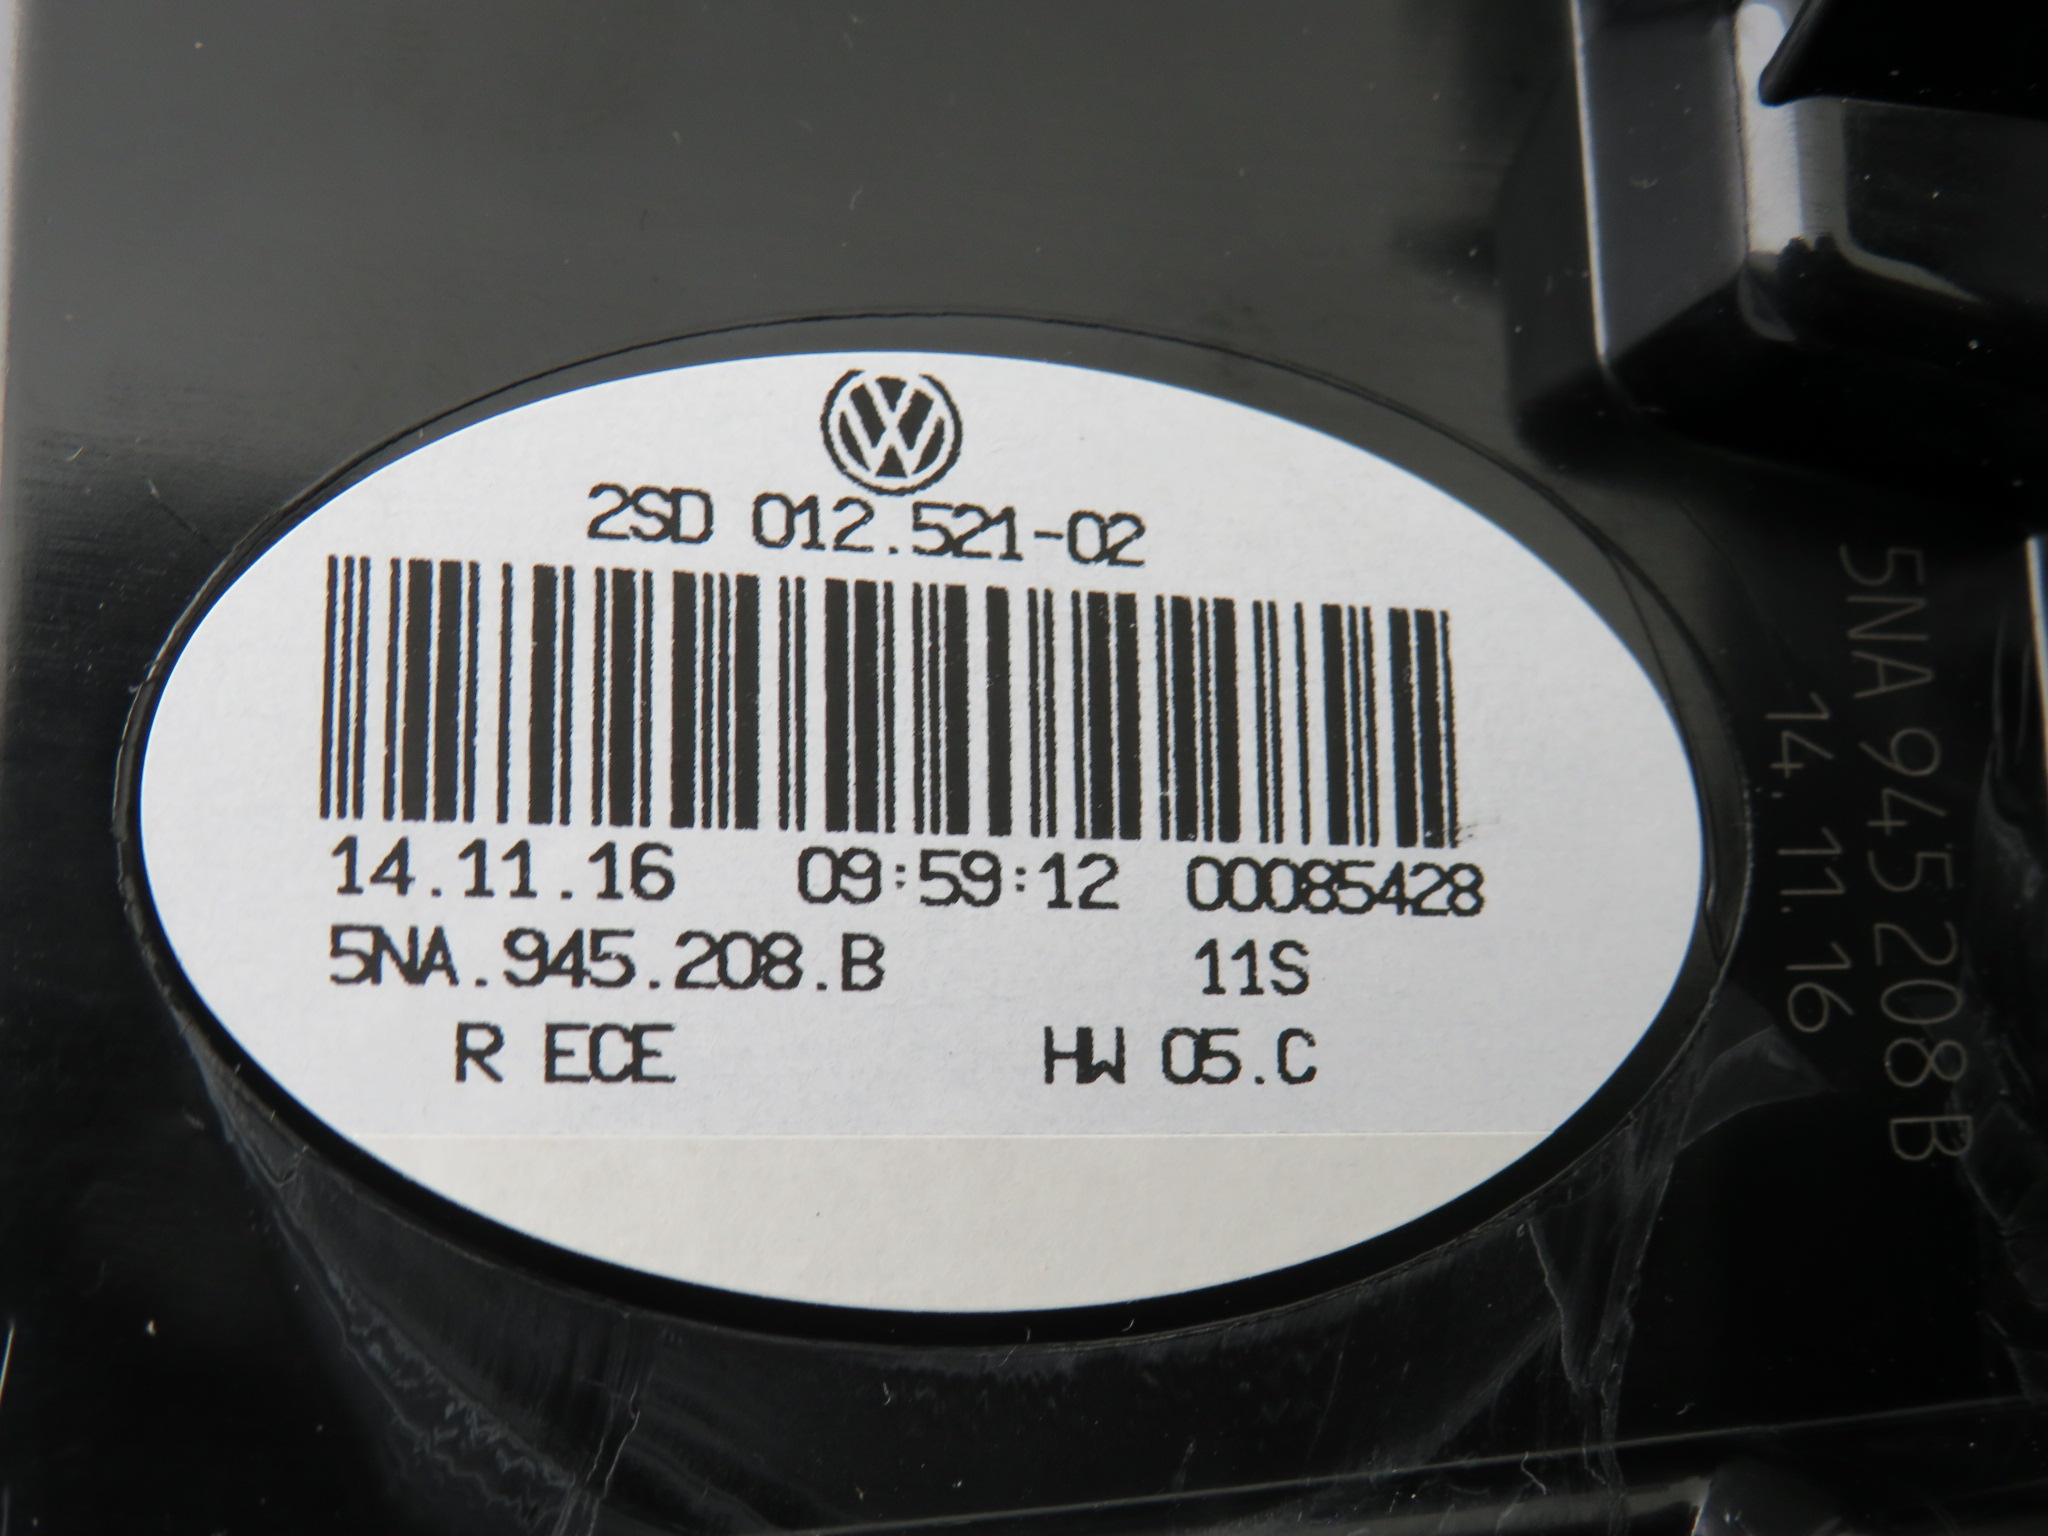 2SD 012.521-02
14.11.16 09:59:12 00085428
5NA.945.208.B 11S
R ECE HW 05.C
5NA 945 208 B
14.11.16